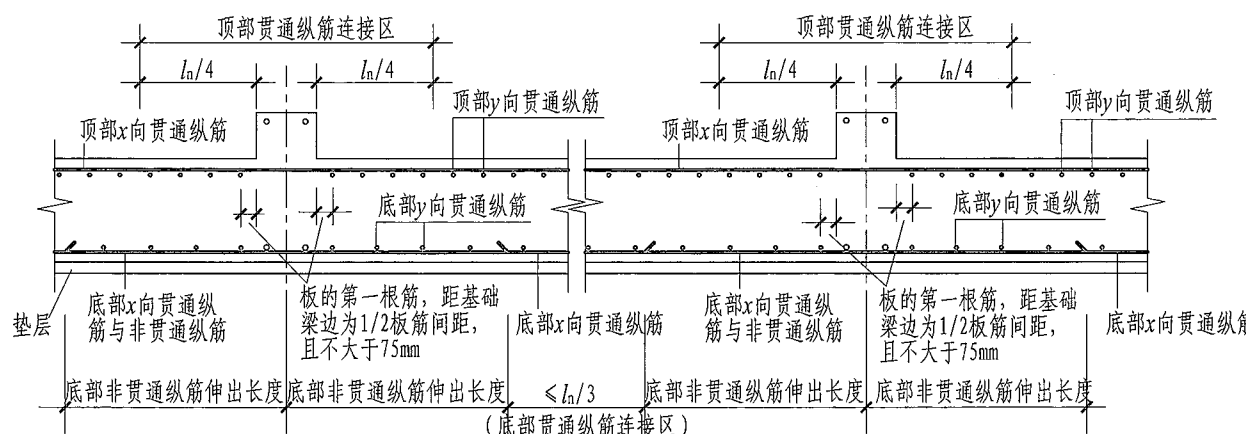 顶部贯通纵筋连接区
顶部贯通纵筋连接区
ln/4
ln/4
ln/4
ln/4
顶部x向贯通纵筋
顶部y向贯通纵筋
顶部x向贯通纵筋
顶部y向贯通纵筋
底部y向贯通纵筋
底部y向贯通纵筋
垫层
底部x向贯通纵
筋与非贯通纵筋
板的第一根筋，距基础
梁边为1/2板筋间距，
且不大于75mm
底部x向贯通纵筋
底部x向贯通纵
筋与非贯通纵筋
板的第一根筋，距基础
梁边为1/2板筋间距，
且不大于75mm
底部x向贯通纵筋
底部非贯通纵筋伸出长度
底部非贯通纵筋伸出长度
≤ln/3
底部非贯通纵筋伸出长度
底部非贯通纵筋伸出长度
(底部贯通纵筋连接区)